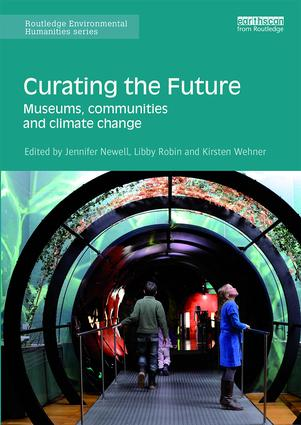 Routledge Environmental
Humanities series
earthscan
from Routledge
Curating the Future
Museums, communities
and climate change
Edited by Jennifer Newell, Libby Robin and Kirsten Wehner